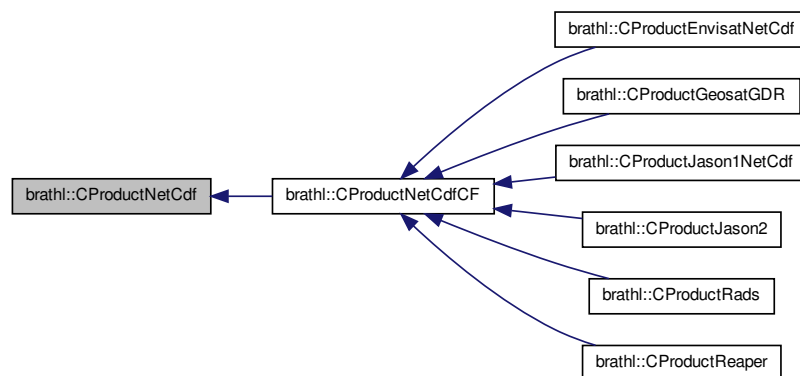 brathl::CProductNetCdf
brathl::CProductNetCdfCF
brathl::CProductEnvisatNetCdf
brathl::CProductGeosatGDR
brathl::CProductJason1NetCdf
brathl::CProductJason2
brathl::CProductRads
brathl::CProductReaper